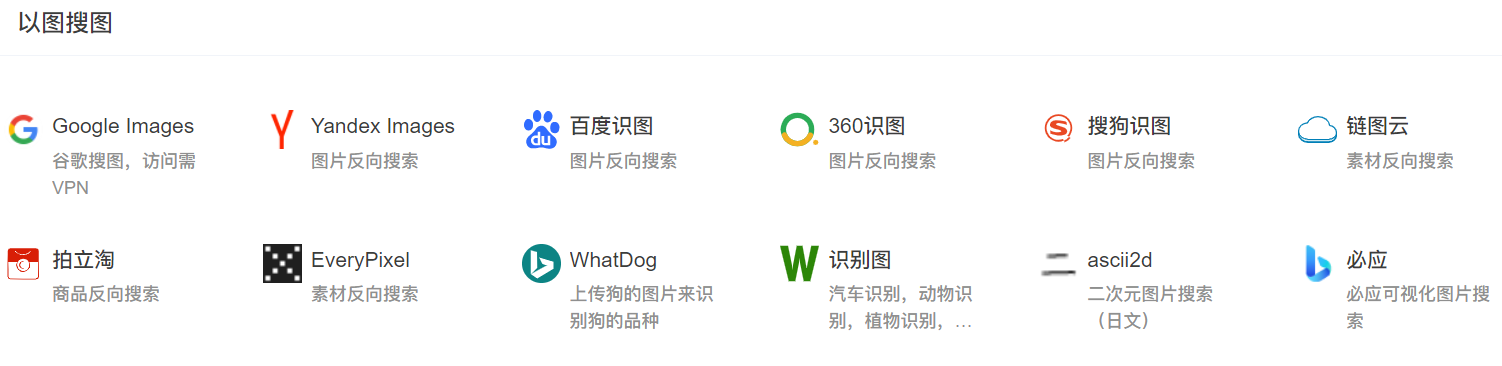 以图搜图
Google Images
谷歌搜图，访问需
VPN
Yandex Images
图片反向搜索
du
百度识图
图片反向搜索
360识图
图片反向搜索
搜狗识图
图片反向搜索
链图云
素材反向搜索
拍立淘
商品反向搜索
EveryPixel
素材反向搜索
WhatDog
上传狗的图片来识
别狗的品种
识别图
汽车识别，动物识
别，植物识别，…
ascii2d
二次元图片搜索
（日文）
必应
必应可视化图片搜
索